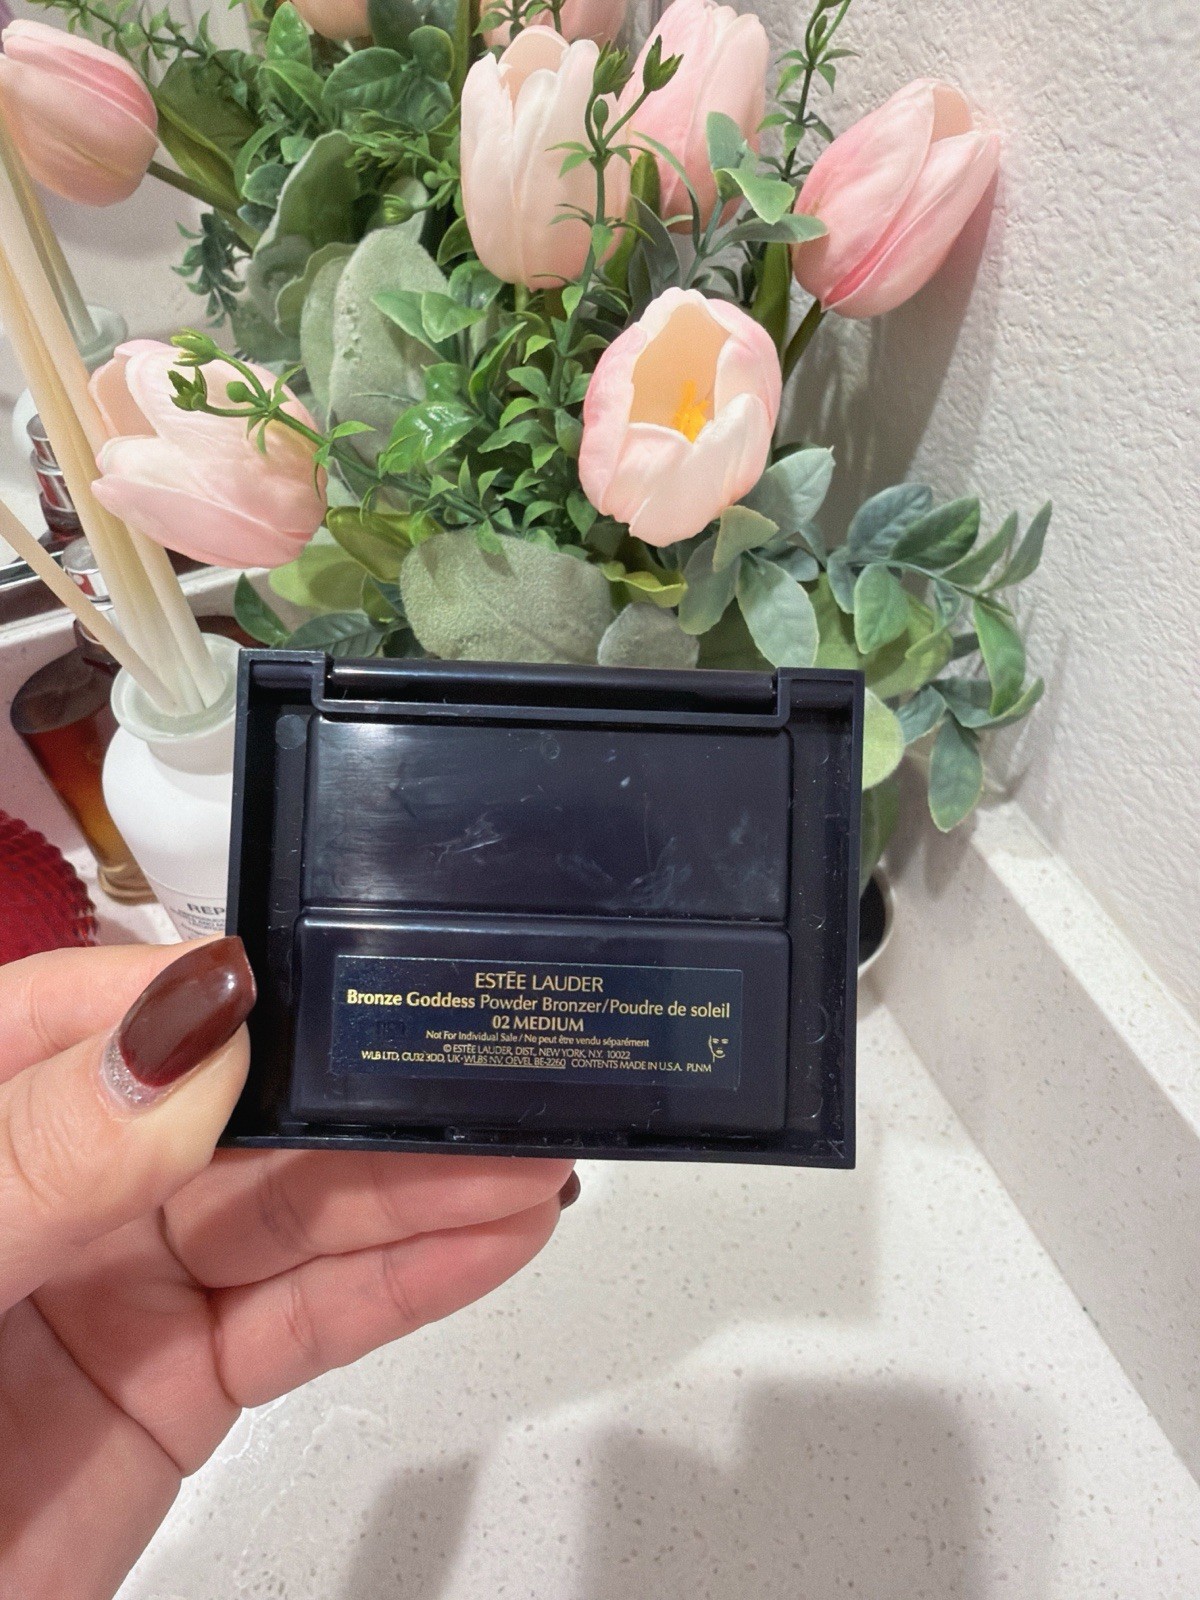 REP
ESTĒE LAUDER
Bronze Goddess Powder Bronzer/Poudre de soleil
02 MEDIUM
Not For Individual Sale / Ne peut être vendu séparément
© ESTĒE LAUDER, DIST., NEW YORK, N.Y. 10022
WLB LTD, GU32 3DD, UK • WLBS NV, OEVEL BE-2260 CONTENTS MADE IN U.S.A. PLNM